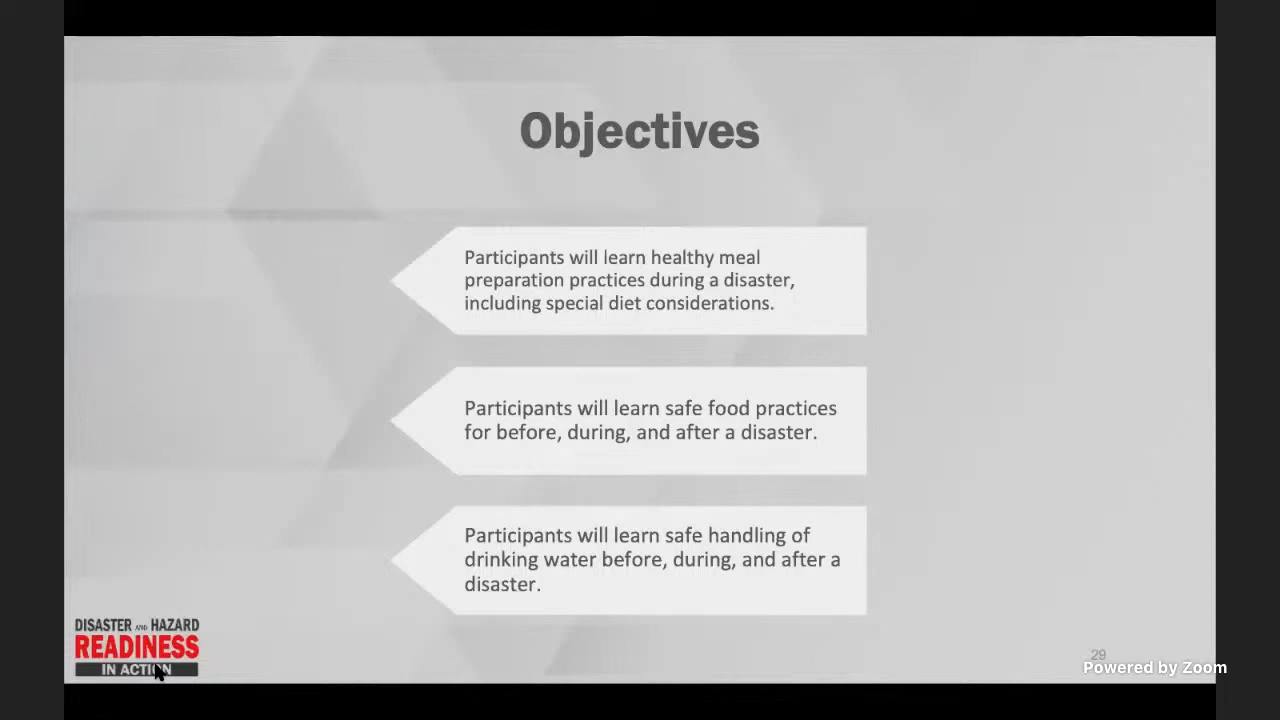 Objectives
Participants will learn healthy meal
preparation practices during a disaster,
including special diet considerations.
Participants will learn safe food practices
for before, during, and after a disaster.
Participants will learn safe handling of
drinking water before, during, and after a
disaster.
DISASTER AND HAZARD
READINESS
IN ACTION
29
Powered by Zoom